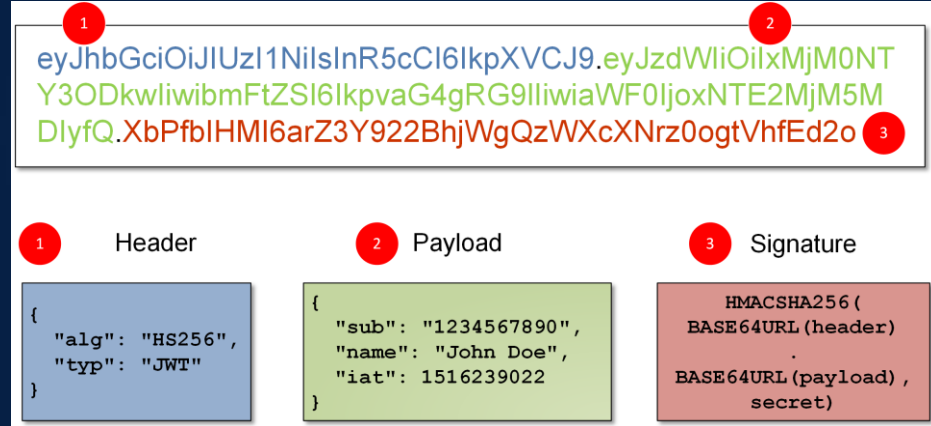 1
2
eyJhbGciOiJIUzI1NiIsInR5cCI6IkpXVCJ9.eyJzdWIiOiIxMjM0NT
Y3ODkwIiwibmFtZSI6IkpvaG4gRG9lIiwiaWF0IjoxNTE2MjM5M
DIyfQ.XbPfbIHMI6arZ3Y922BhjWgQzWXcXNrz0ogtVhfEd2o 3
1 Header
2 Payload
3 Signature
{
"alg": "HS256",
"typ": "JWT"
}
{
"sub": "1234567890",
"name": "John Doe",
"iat": 1516239022
}
HMACSHA256(
BASE64URL(header)
.
BASE64URL(payload),
secret)